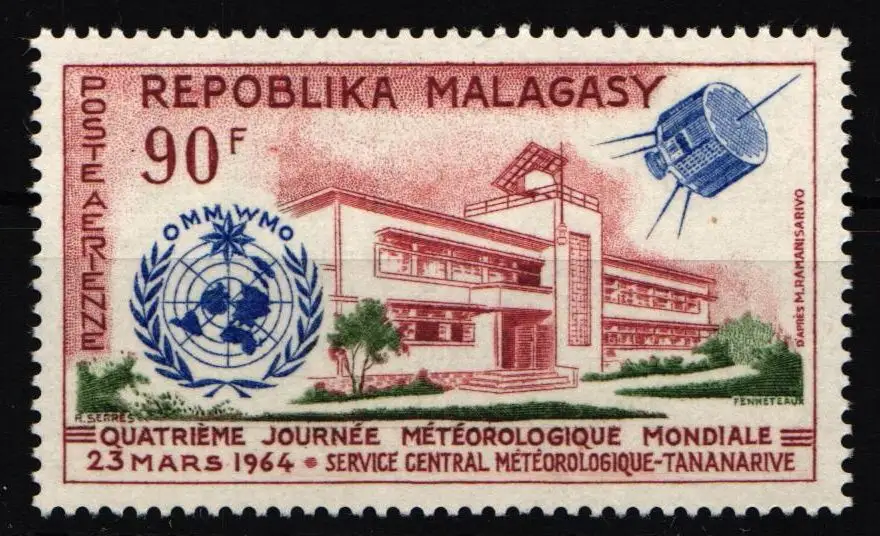 REPOBLIKA MALAGASY
POSTE AERIENNE
90F
OMM WMO
D'APRÈS M.RAMANISARIVO
R.SERRES
FENNETEAUX
QUATRIÈME JOURNÉE MÉTÉOROLOGIQUE MONDIALE
23 MARS 1964 • SERVICE CENTRAL MÉTÉOROLOGIQUE-TANANARIVE